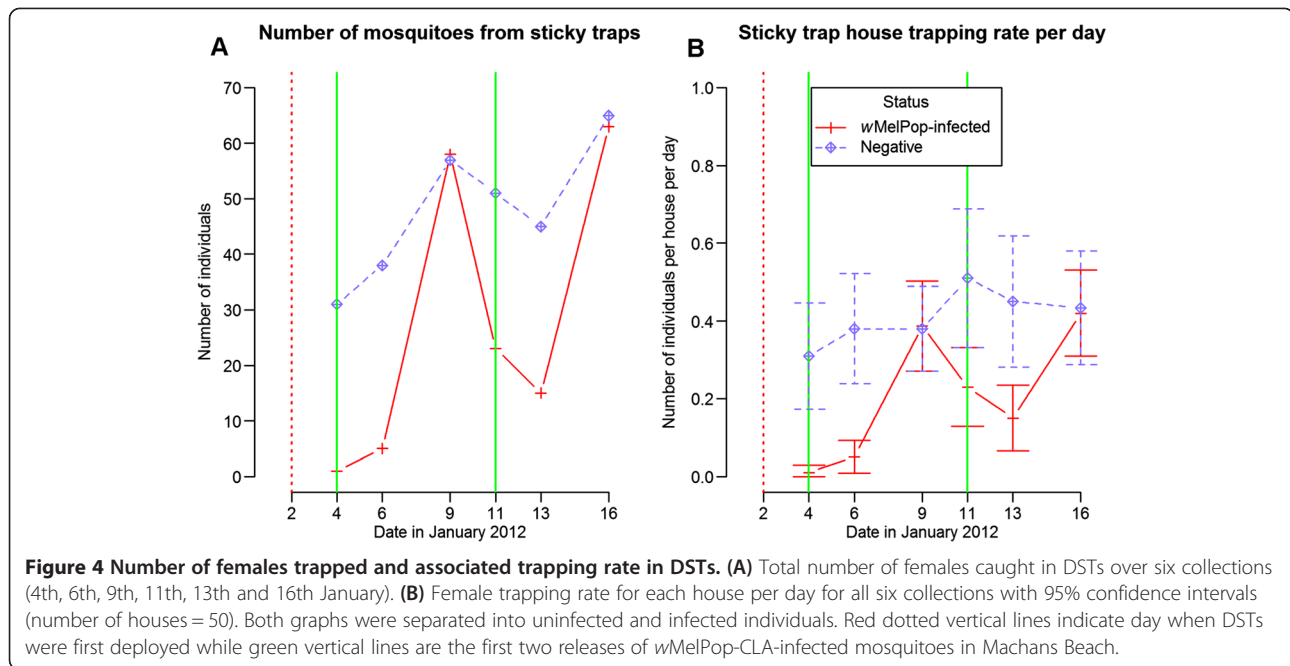 A
Number of mosquitoes from sticky traps
Number of individuals
70
60
50
40
30
20
10
0
2 4 6 9 11 13 16
Date in January 2012
B
Sticky trap house trapping rate per day
Number of individuals per house per day
1.0
0.8
0.6
0.4
0.2
0.0
Status
wMelPop-infected
Negative
2 4 6 9 11 13 16
Date in January 2012
Figure 4 Number of females trapped and associated trapping rate in DSTs. (A) Total number of females caught in DSTs over six collections
(4th, 6th, 9th, 11th, 13th and 16th January). (B) Female trapping rate for each house per day for all six collections with 95% confidence intervals
(number of houses = 50). Both graphs were separated into uninfected and infected individuals. Red dotted vertical lines indicate day when DSTs
were first deployed while green vertical lines are the first two releases of wMelPop-CLA-infected mosquitoes in Machans Beach.